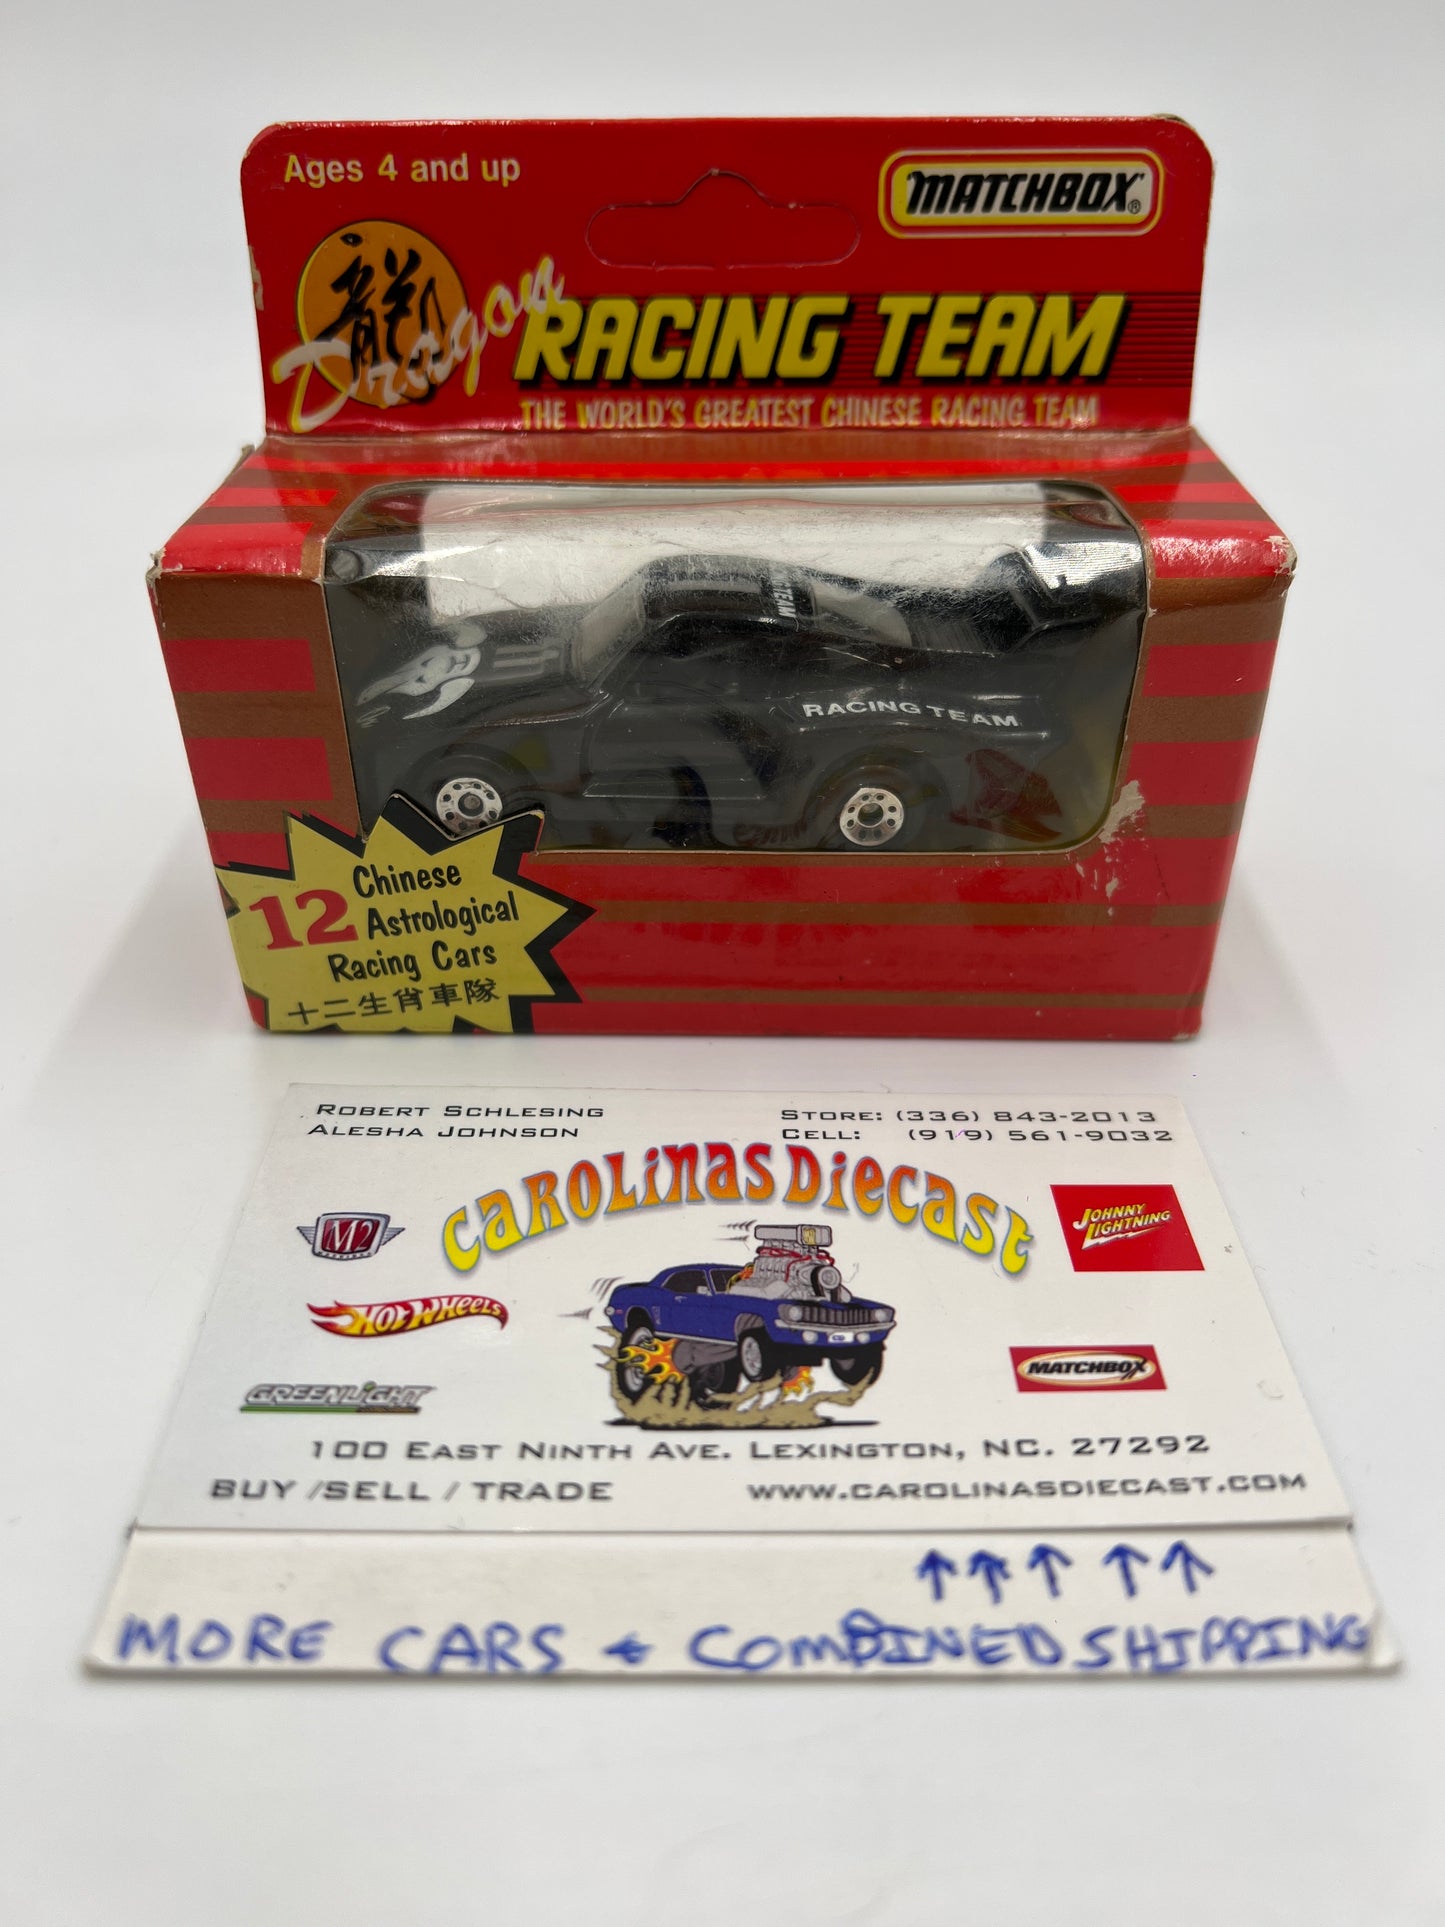 Ages 4 and up
MATCHBOX®
龍
Dragon
RACING TEAM
THE WORLD'S GREATEST CHINESE RACING TEAM
RACING TEAM
12 Chinese
Astrological
Racing Cars
十二生肖車隊
ROBERT SCHLESING
ALESHA JOHNSON
STORE: (336) 843-2013
CELL: (919) 561-9032
CAROLINAS DIECAST
M2
JOHNNY
LIGHTNING
HOT WHEELS
MATCHBOX
GREENLIGHT
100 EAST NINTH AVE. LEXINGTON, NC. 27292
BUY /SELL / TRADE
WWW.CAROLINASDIECAST.COM
MORE CARS & COMBINED SHIPPING